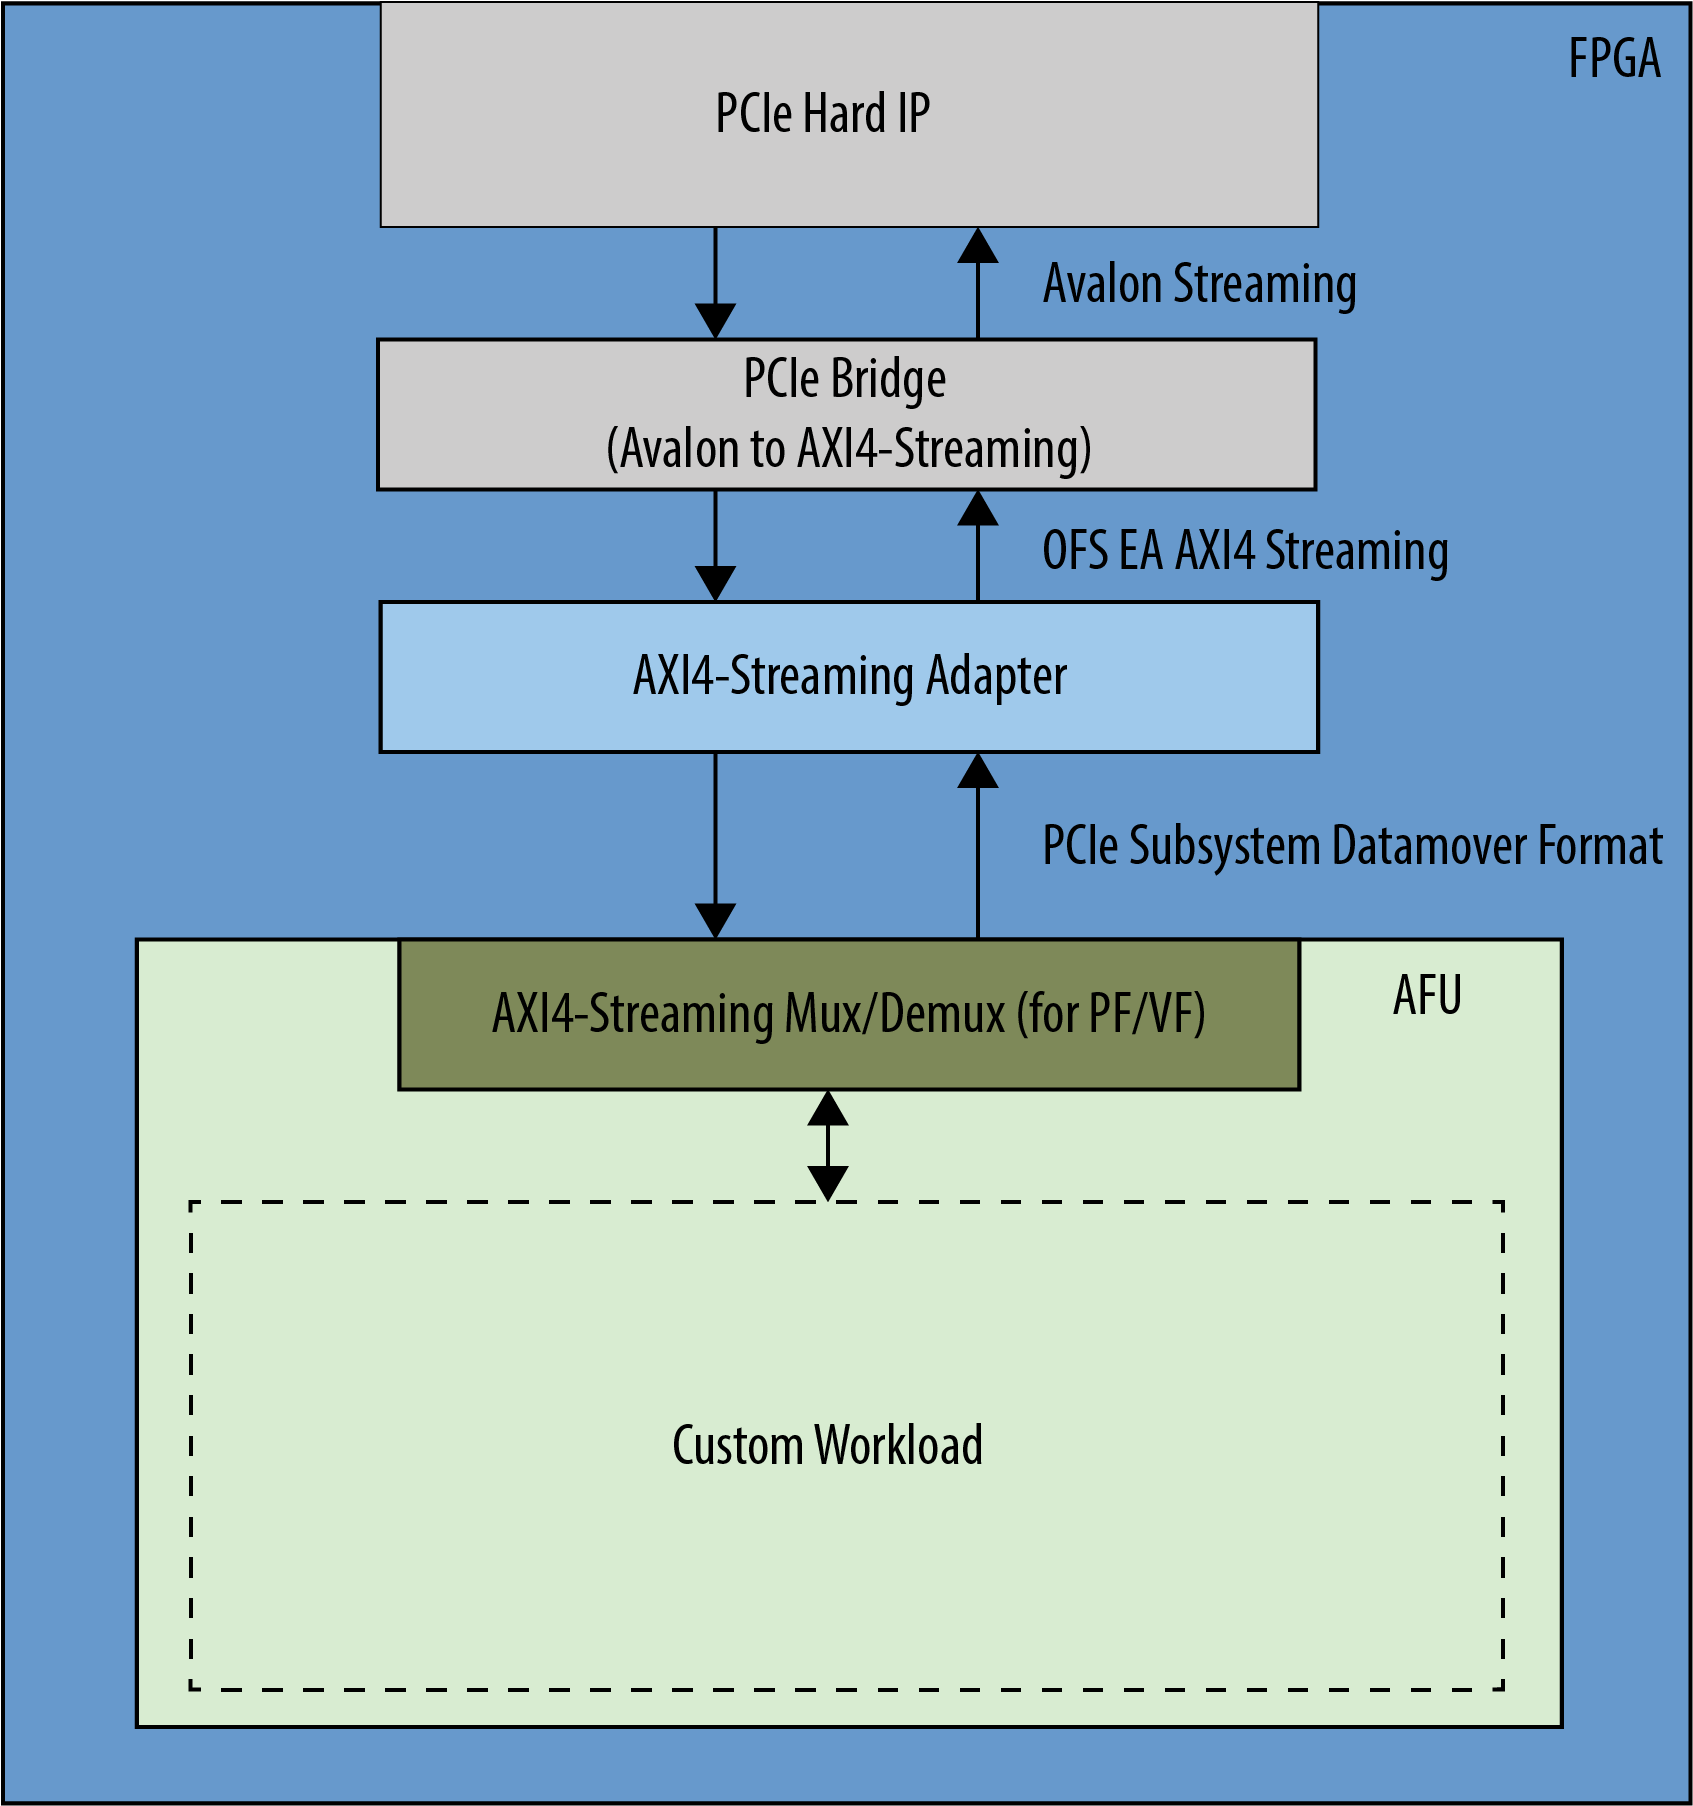 FPGA
PCIe Hard IP
Avalon Streaming
PCIe Bridge
(Avalon to AXI4-Streaming)
OFS EA AXI4 Streaming
AXI4-Streaming Adapter
PCIe Subsystem Datamover Format
AFU
AXI4-Streaming Mux/Demux (for PF/VF)
Custom Workload